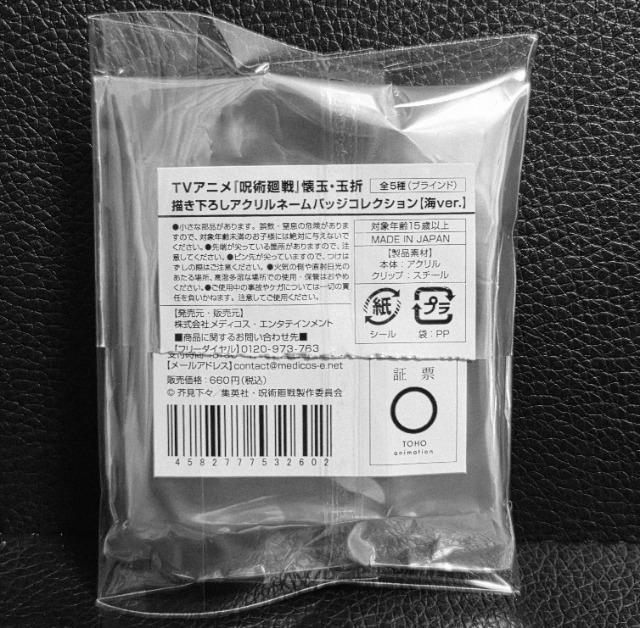 TVアニメ『呪術廻戦』懐玉・玉折 全5種(ブラインド)
描き下ろしアクリルネームバッジコレクション【海ver.】
●小さな部品があります。誤飲・窒息の危険がありま
すので、対象年齢未満のお子様には絶対に与えないで
ください。●先端が尖っている箇所がありますので、注
意してください。●ピン先が尖っていますので、つけ
はずしの際はご注意ください。●火気の側や直射日光の
あたる場所、高温多湿な場所での使用・保管はおやめ
ください。●ご使用中の事故やケガについては一切の責
任を負いかねます。注意してご使用ください。
対象年齢15歳以上
MADE IN JAPAN
【製品素材】
本体:アクリル
クリップ:スチール
紙
シール
プラ
袋:PP
【発売元・販売元】
株式会社メディコス・エンタテインメント
■商品に関するお問い合わせ先■
【フリーダイヤル】0120-973-763
【メールアドレス】contact@medicos-e.net
販売価格:660円(税込)
© 芥見下々/集英社・呪術廻戦製作委員会
4582777532602
証票
TOHO
animation